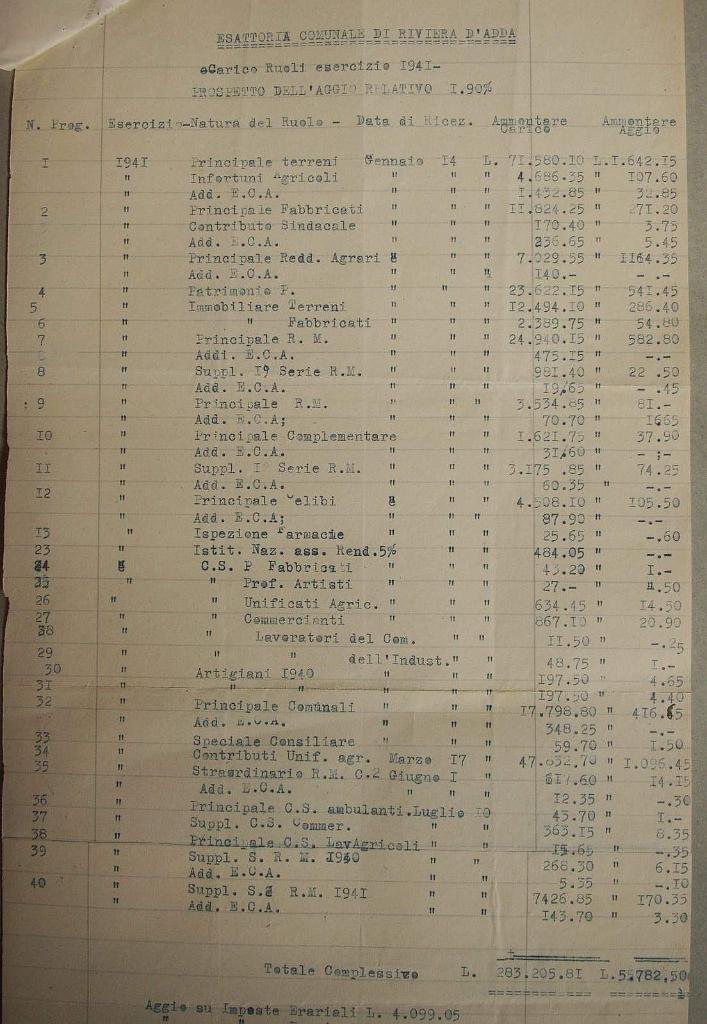 ESATTORIA COMUNALE DI RIVIERA D'ADDA
Carico Ruoli esercizio 1941-
PROSPETTO DELL'AGGIO RELATIVO 1.90%
N. Prog. Esercizio-Natura del Ruolo - Data di Ricez. Ammontare Carico Ammontare Aggio
1 1941 Principale terreni Gennaio 14 L. 71.580.10 L.1.642.15
" Infortuni Agricoli " " 4.686.35 " 107.60
" Add. E.C.A. " " 1.432.85 " 32.85
2 " Principale Fabbricati " " " 11.824.25 " 271.20
" Contributo Sindacale " " " 170.40 " 3.75
" Add. E.C.A. " " " 236.65 " 5.45
3 " Principale Redd. Agrari " " 7.029.55 " 1164.35
" Add. E.C.A. " " " 140.- " -.-
4 " Patrimonio P. " " " 23.622.15 " 541.45
5 " Immobiliare Terreni " " " 12.494.10 " 286.40
6 " " Fabbricati " " " 2.389.75 " 54.80
7 " Principale R. M. " " " 24.940.15 " 582.80
" Addi. E.C.A. " " " 475.15 " -.-
8 " Suppl. 1º Serie R.M. " " " 981.40 " 22 .50
" Add. E.C.A. " " " 19,65 " - .45
9 " Principale R.M. " " " 3.534.85 " 81.-
" Add. E.C.A; " " " 70.70 " 1665
10 " Principale Complementare " " " 1.621.75 " 37.90
" Add. E.C.A. " " " 31,60 " - ;-
11 " Suppl. 1º Serie R.M. " " " 3.175 .85 " 74.25
" Add. E.C.A. " " " 60.35 " -.-
12 " Principale Celibi " " 4.508.10 " 105.50
" Add. E.C.A; " " " 87.90 " -.-
13 " Ispezione Farmacie " " " 25.65 " -.60
23 " Istit. Naz. ass. Rend.5% " " 484.05 " -.-
24 C.S. P Fabbricati " " " 43.20 " 1.-
25 " " Prof. Artisti " " " 27.- " .50
26 " " Unificati Agric. " " " 634.45 " 14.50
27 " " Commercianti " " 867.10 " 20.90
28 " " Lavoratori del Com. " " 11.50 " -.25
29 " " " dell'Indust." " 48.75 " 1.-
30 " Artigiani 1940 " " " 197.50 " 4.65
31 " " " " " " 197.50 " 4.40
32 " Principale Comunali " " " 17.798.80 " 416.
" Add. E.C.A. " " " 348.25 " -.-
33 " Speciale Consiliare " " " 59.70 " 1.50
34 " Contributi Unif. agr. Marzo 17 " 47.632,70 " 1.096.45
35 " Straordinario R.M. C.2 Giugno 1 " 617.60 " 14.15
" Add. E.C.A. " " " 12.35 " -.30
36 " Principale C.S. ambulanti.Luglio 10 43.70 " 1.-
37 " Suppl. C.S. Commer. " " 363.15 " 8.35
38 " Principale C.S. LavAgricoli " " 15.65 " -.35
39 " Suppl. S. R. M. 1940 " " 268.30 " 6.15
" Add. E.C.A. " " 5.35 " -.10
40 " Suppl. S. R.M. 1941 " " 7426.85 " 170.35
" Add. E.C.A. " " 143.70 " 3.30
Totale Complessivo L. 283.205.81 L.5.782,50
Aggio su Imposte Erariali L. 4.099.05